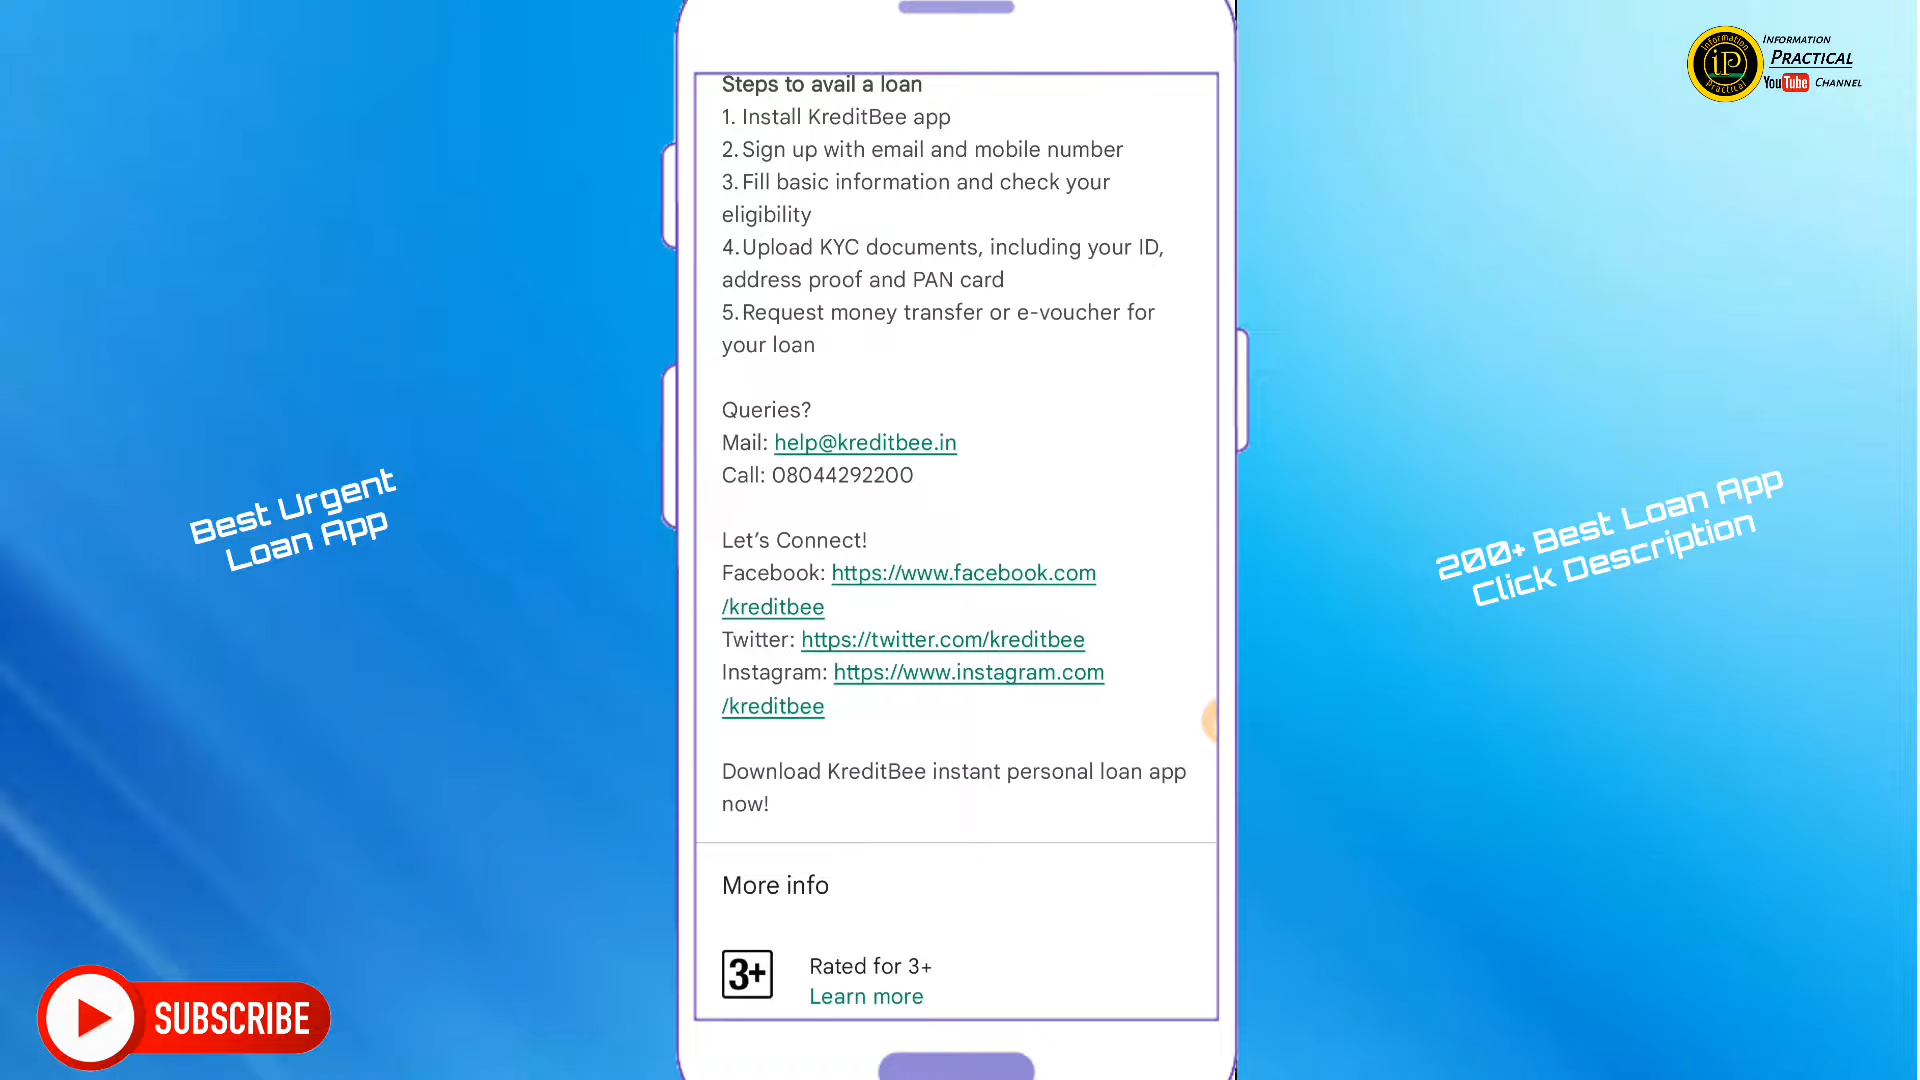 Steps to avail a loan
1. Install KreditBee app
2. Sign up with email and mobile number
3. Fill basic information and check your
eligibility
4. Upload KYC documents, including your ID,
address proof and PAN card
5. Request money transfer or e-voucher for
your loan
Queries?
Mail: help@kreditbee.in
Call: 08044292200
Let’s Connect!
Facebook: https://www.facebook.com
/kreditbee
Twitter: https://twitter.com/kreditbee
Instagram: https://www.instagram.com
/kreditbee
Download KreditBee instant personal loan app
now!
More info
3+
Rated for 3+
Learn more
Best Urgent
Loan App
200+ Best Loan App
Click Description
Information
iP
Practical
INFORMATION
PRACTICAL
YouTube CHANNEL
SUBSCRIBE